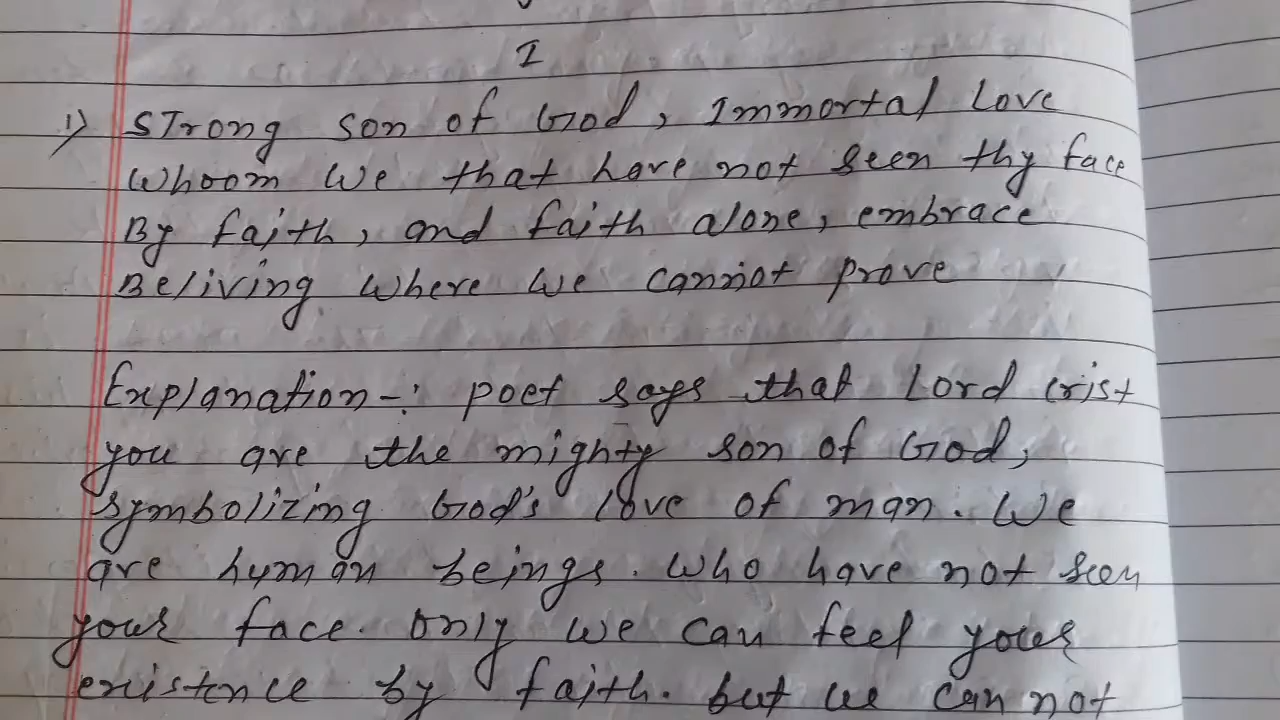 I
1) Strong son of God, Immortal Love
Whoom we that have not seen thy face
By faith, and faith alone, embrace
Beliving where we cannot prove
Explanation -: poet says that Lord Crist
you are the mighty son of God,
symbolizing God's love of man. We
are human beings. who have not seen
your face. only we can feel your
existence by faith. but we can not